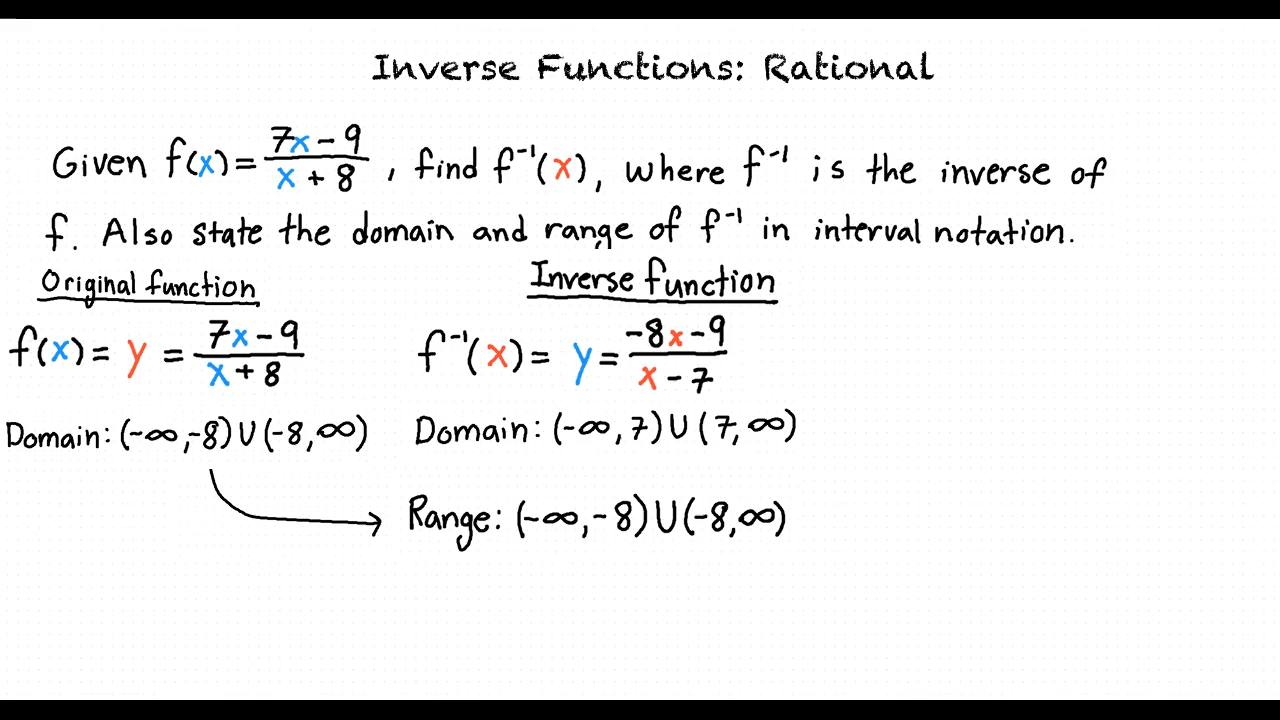 Inverse Functions: Rational
Given f(x) = (7x - 9)/(x + 8), find f⁻¹(x), where f⁻¹ is the inverse of
f. Also state the domain and range of f⁻¹ in interval notation.
Original function
f(x) = y = (7x - 9)/(x + 8)
Domain: (-∞, -8) ∪ (-8, ∞)
Inverse function
f⁻¹(x) = y = (-8x - 9)/(x - 7)
Domain: (-∞, 7) ∪ (7, ∞)
Range: (-∞, -8) ∪ (-8, ∞)